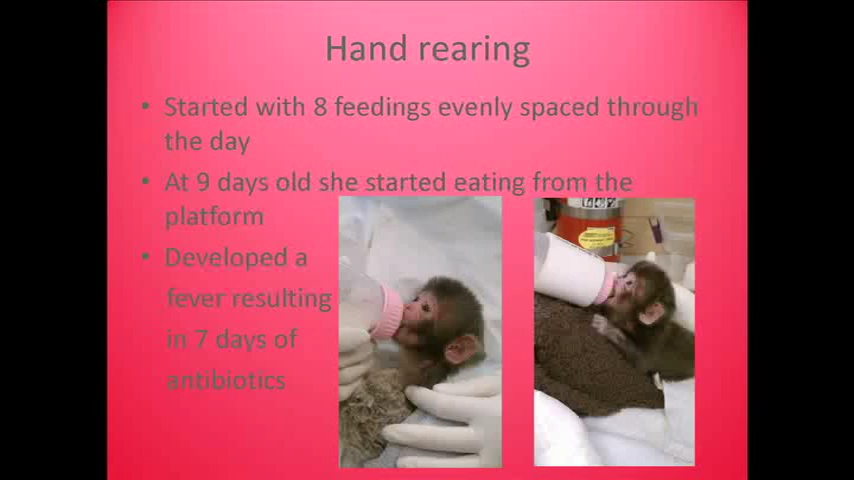 Hand rearing
• Started with 8 feedings evenly spaced through
the day
• At 9 days old she started eating from the
platform
• Developed a
fever resulting
in 7 days of
antibiotics